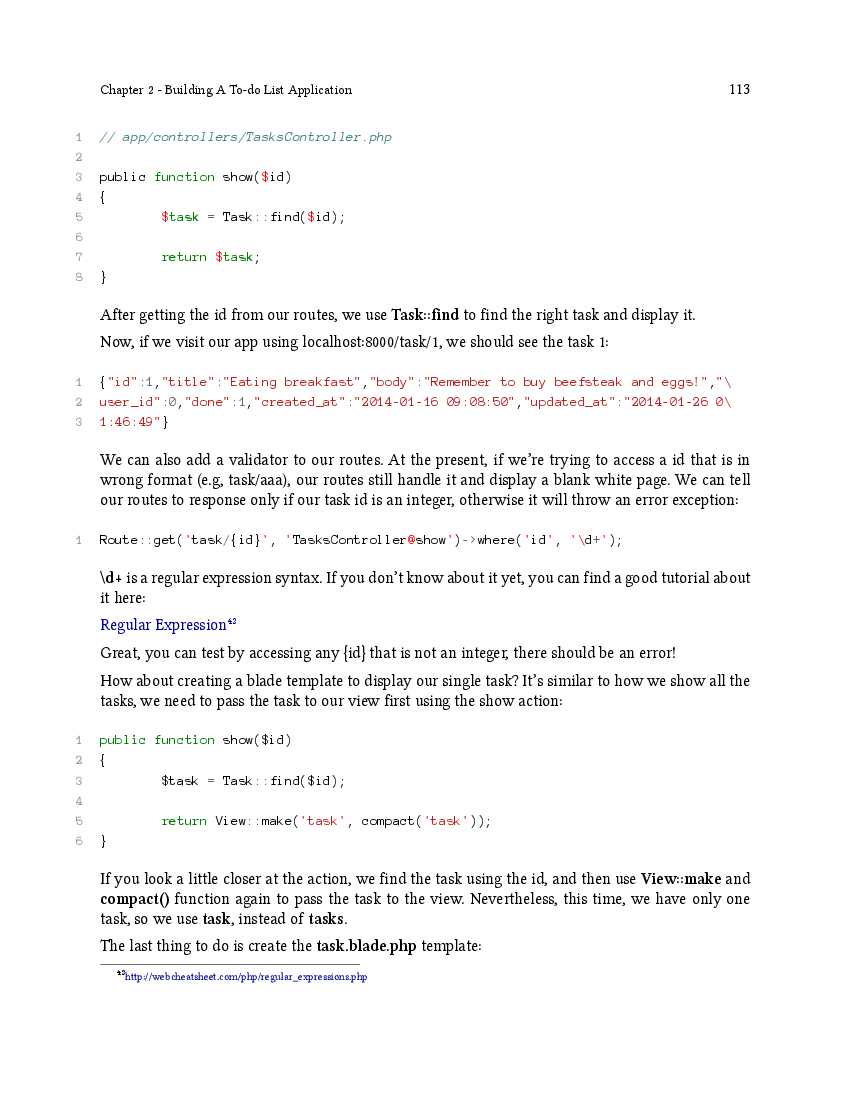 Chapter 2 - Building A To-do List Application 113
1 // app/controllers/TasksController.php
2
3 public function show($id)
4 {
5 $task = Task::find($id);
6
7 return $task;
8 }
After getting the id from our routes, we use Task::find to find the right task and display it.
Now, if we visit our app using localhost:8000/task/1, we should see the task 1:
1 {"id":1,"title":"Eating breakfast","body":"Remember to buy beefsteak and eggs!","\
2 user_id":0,"done":1,"created_at":"2014-01-16 09:08:50","updated_at":"2014-01-26 0\
3 1:46:49"}
We can also add a validator to our routes. At the present, if we're trying to access a id that is in
wrong format (e.g, task/aaa), our routes still handle it and display a blank white page. We can tell
our routes to response only if our task id is an integer, otherwise it will throw an error exception:
1 Route::get('task/{id}', 'TasksController@show')->where('id', '\d+');
\d+ is a regular expression syntax. If you don't know about it yet, you can find a good tutorial about
it here:
Regular Expression⁴³
Great, you can test by accessing any {id} that is not an integer, there should be an error!
How about creating a blade template to display our single task? It's similar to how we show all the
tasks, we need to pass the task to our view first using the show action:
1 public function show($id)
2 {
3 $task = Task::find($id);
4
5 return View::make('task', compact('task'));
6 }
If you look a little closer at the action, we find the task using the id, and then use View::make and
compact() function again to pass the task to the view. Nevertheless, this time, we have only one
task, so we use task, instead of tasks.
The last thing to do is create the task.blade.php template:
⁴³http://webcheatsheet.com/php/regular_expressions.php